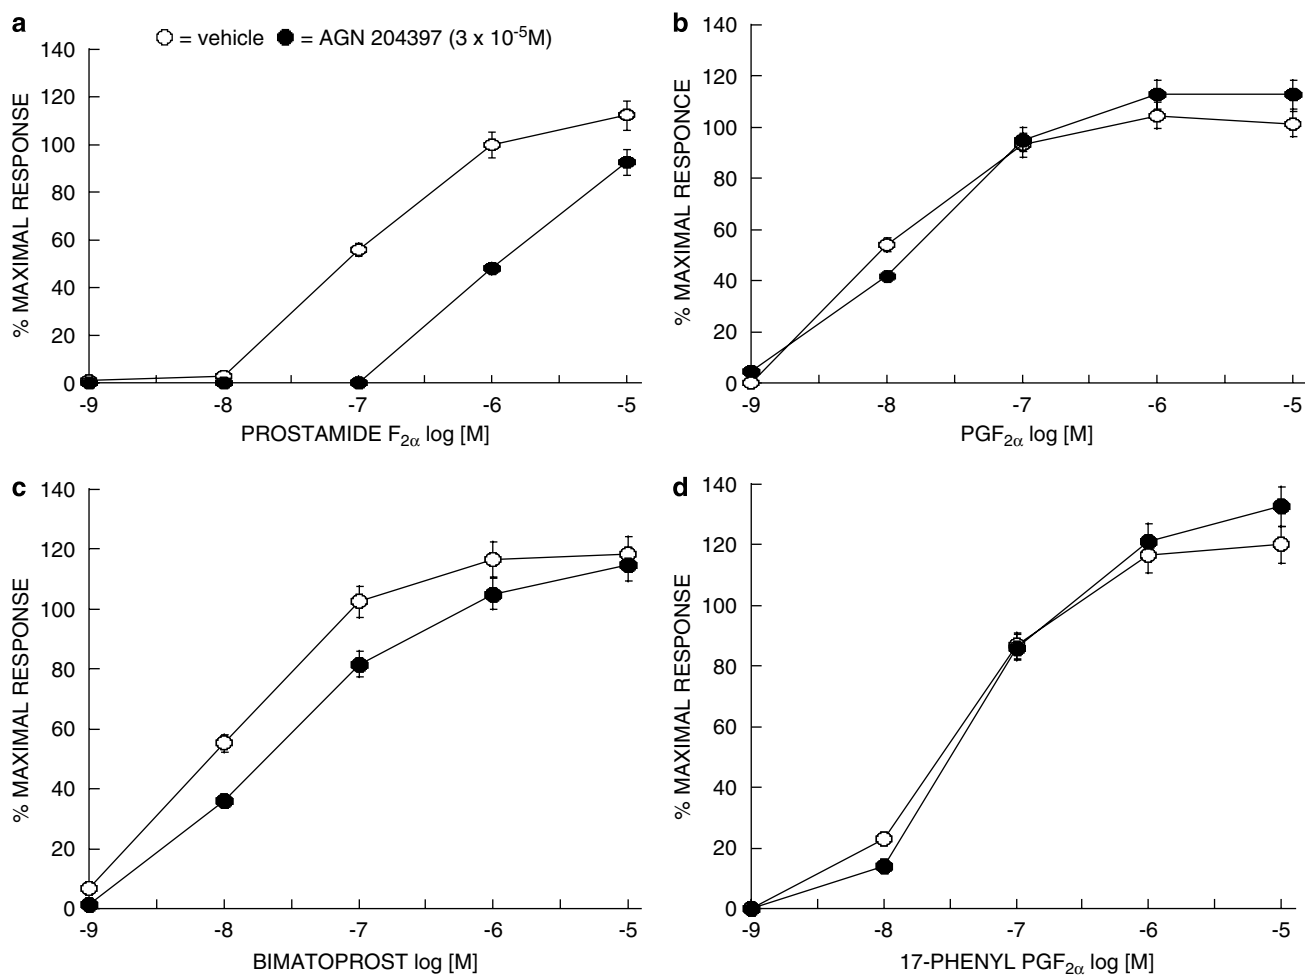 a
○ = vehicle ● = AGN 204397 (3 x 10⁻⁵M)
140
120
100
80
60
40
20
0
% MAXIMAL RESPONSE
-9 -8 -7 -6 -5
PROSTAMIDE F₂α log [M]
b
140
120
100
80
60
40
20
0
% MAXIMAL RESPONCE
-9 -8 -7 -6 -5
PGF₂α log [M]
c
140
120
100
80
60
40
20
0
% MAXIMAL RESPONSE
-9 -8 -7 -6 -5
BIMATOPROST log [M]
d
140
120
100
80
60
40
20
0
% MAXIMAL RESPONSE
-9 -8 -7 -6 -5
17-PHENYL PGF₂α log [M]